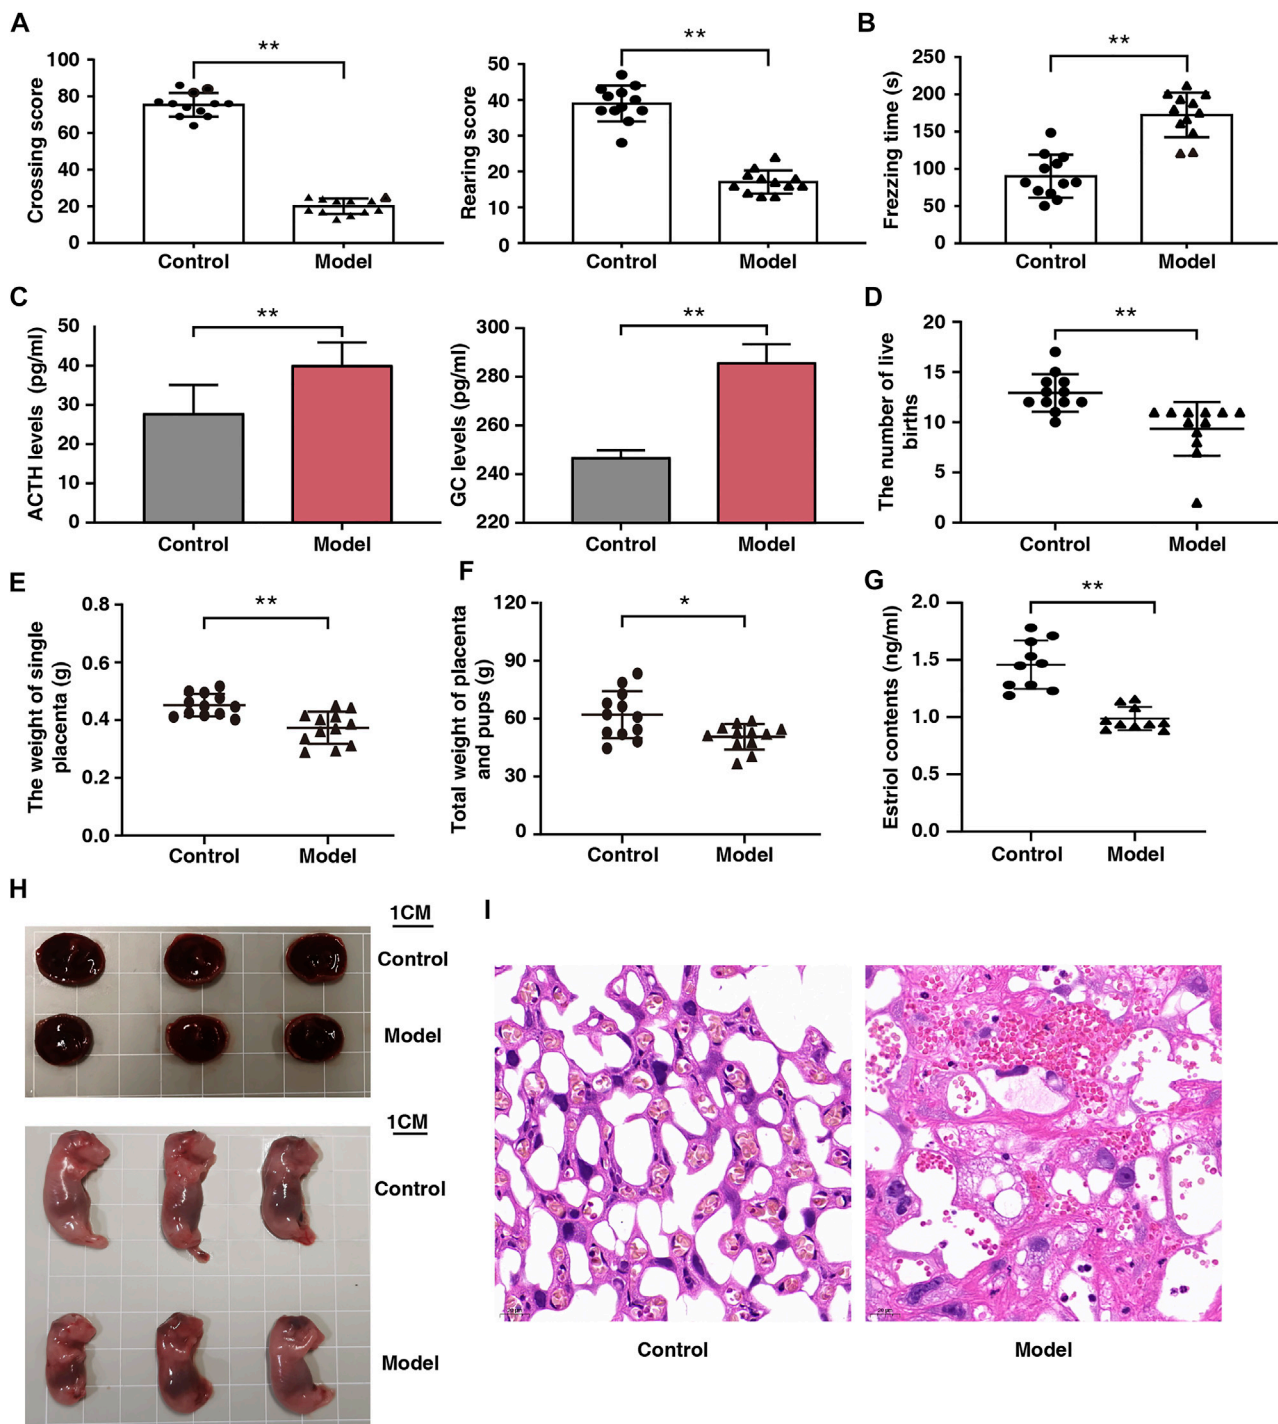 A
Crossing score
100
80
60
40
20
0
**
Control
Model
Rearing score
50
40
30
20
10
0
**
Control
Model
B
Frezzing time (s)
250
200
150
100
50
0
**
Control
Model
C
ACTH levels (pg/ml)
50
40
30
20
10
0
**
Control
Model
GC levels (pg/ml)
300
280
260
240
220
**
Control
Model
D
The number of live
births
20
15
10
5
0
**
Control
Model
E
The weight of single
placenta (g)
0.8
0.6
0.4
0.2
0.0
**
Control
Model
F
Total weight of placenta
and pups (g)
120
90
60
30
0
*
Control
Model
G
Estriol contents (ng/ml)
2.0
1.5
1.0
0.5
0.0
**
Control
Model
H
1CM
Control
Model
1CM
Control
Model
I
Control
Model